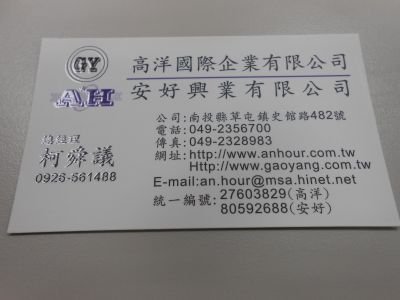 GY
高洋國際企業有限公司
AH
安好興業有限公司
公司:南投縣草屯鎮史館路482號
電話:049-2356700
傳真:049-2328983
網址:http://www.anhour.com.tw
Http://www.gaoyang.com.tw
E-mail:an.hour@msa.hinet.net
統一編號:27603829(高洋)
80592688(安好)
總經理
柯舜議
0926-561488